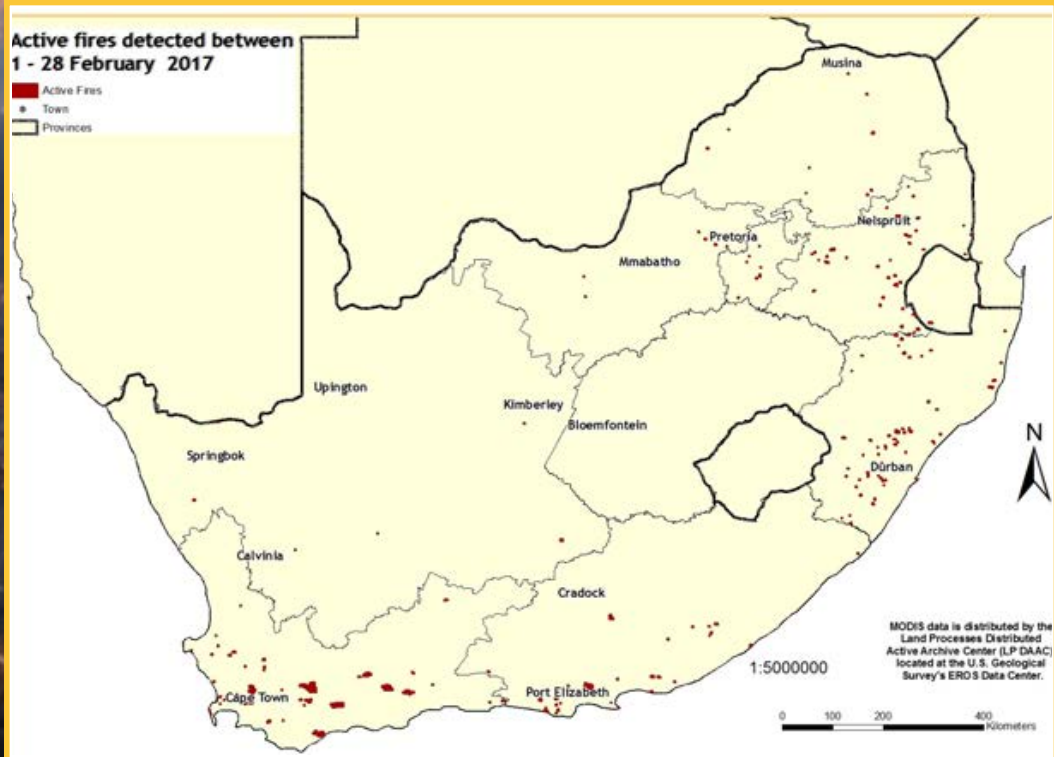 Active fires detected between
1 - 28 February 2017
Active Fires
Town
Provinces
Musina
Nelspruit
Pretoria
Mmabatho
Upington
Kimberley
Bloemfontein
Springbok
Durban
N
Calvinia
Cradock
MODIS data is distributed by the
Land Processes Distributed
Active Archive Center (LP DAAC)
located at the U.S. Geological
Survey's EROS Data Center.
1:5000000
Cape Town
Port Elizabeth
0 100 200 400
Kilometers